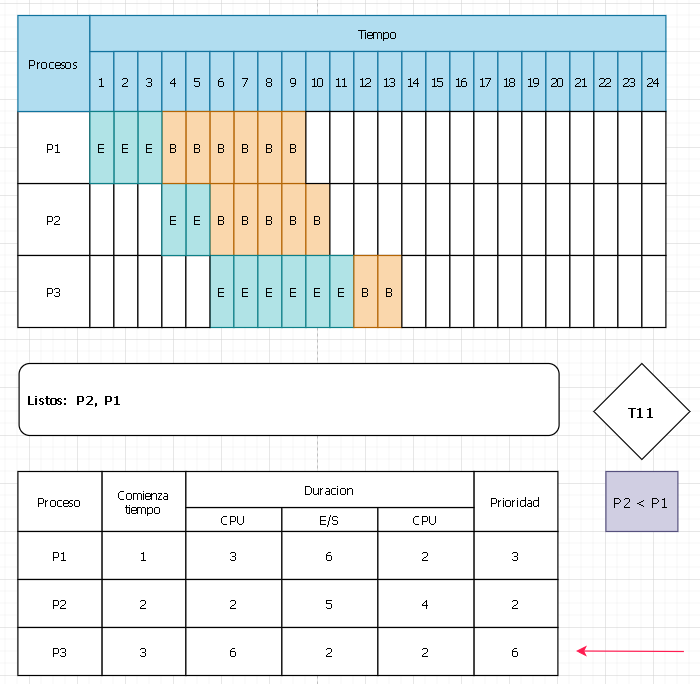 Procesos Tiempo
1 2 3 4 5 6 7 8 9 10 11 12 13 14 15 16 17 18 19 20 21 22 23 24
P1 E E E B B B B B B
P2 E E B B B B B
P3 E E E E E E B B
Listos: P2, P1
T11
Proceso Comienza tiempo Duracion Prioridad
CPU E/S CPU
P2 < P1
P1 1 3 6 2 3
P2 2 2 5 4 2
P3 3 6 2 2 6